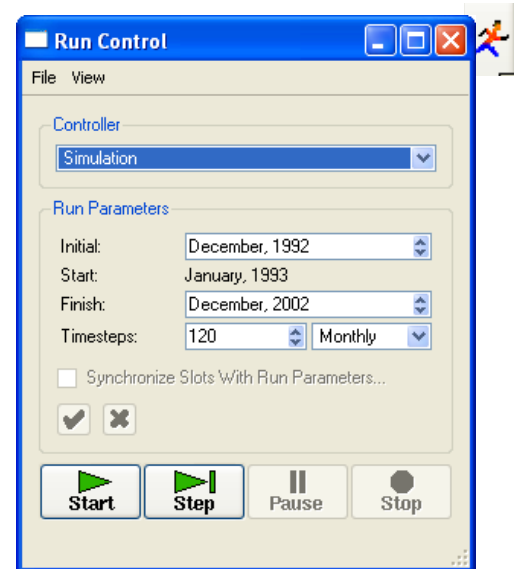 Run Control
File View
Controller
Simulation
Run Parameters
Initial: December, 1992
Start: January, 1993
Finish: December, 2002
Timesteps: 120 Monthly
Synchronize Slots With Run Parameters...
Start Step Pause Stop